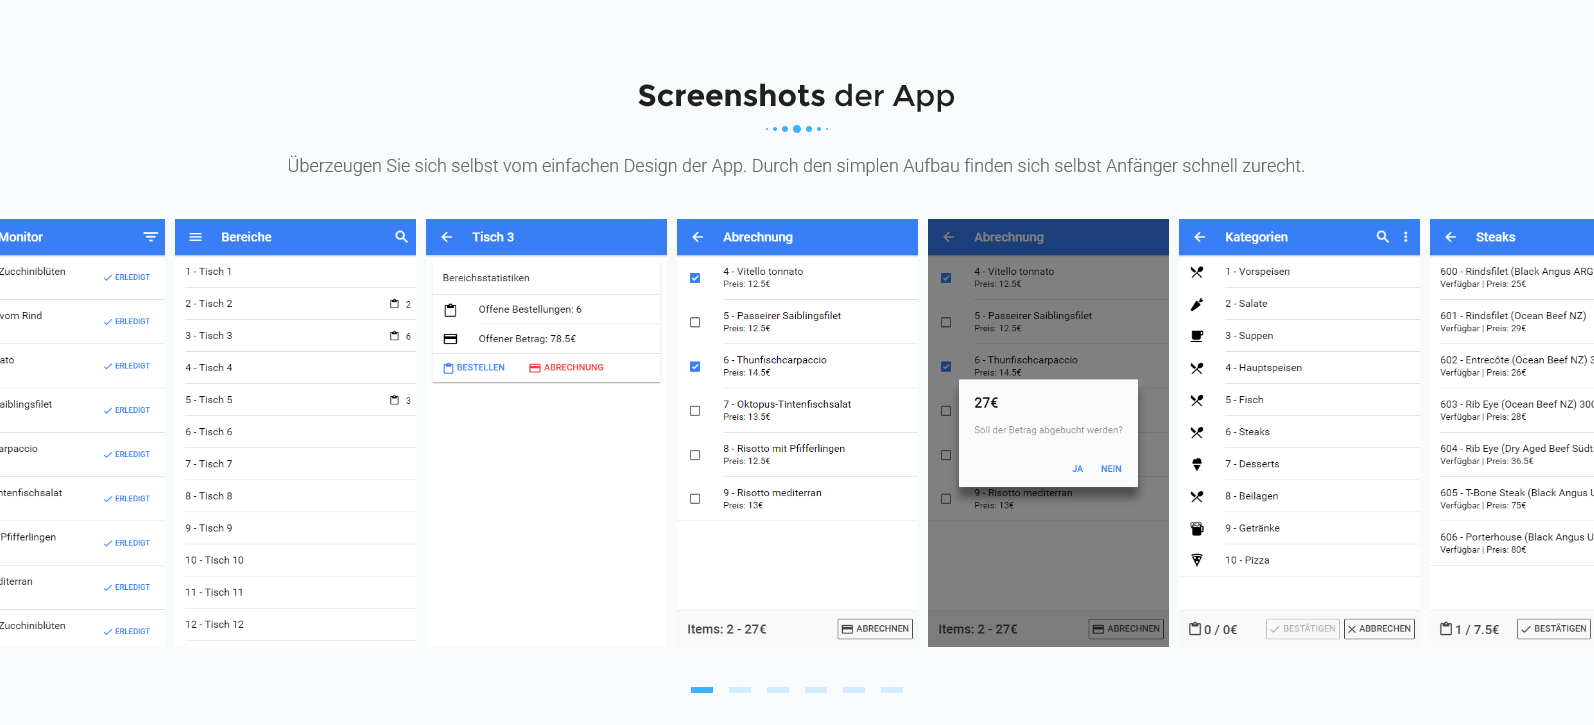 Screenshots der App
Überzeugen Sie sich selbst vom einfachen Design der App. Durch den simplen Aufbau finden sich selbst Anfänger schnell zurecht.
Monitor
Zucchiniblüten
ERLEDIGT
vom Rind
ERLEDIGT
ato
ERLEDIGT
aiblingsfilet
ERLEDIGT
arpaccio
ERLEDIGT
ntenfischsalat
ERLEDIGT
Pfifferlingen
ERLEDIGT
diterran
ERLEDIGT
Zucchiniblüten
ERLEDIGT
Bereiche
1 - Tisch 1
2 - Tisch 2 2
3 - Tisch 3 6
4 - Tisch 4
5 - Tisch 5 3
6 - Tisch 6
7 - Tisch 7
8 - Tisch 8
9 - Tisch 9
10 - Tisch 10
11 - Tisch 11
12 - Tisch 12
Tisch 3
Bereichsstatistiken
Offene Bestellungen: 6
Offener Betrag: 78.5€
BESTELLEN ABRECHNUNG
Abrechnung
4 - Vitello tonnato
Preis: 12.5€
5 - Passeirer Saiblingsfilet
Preis: 12.5€
6 - Thunfischcarpaccio
Preis: 14.5€
7 - Oktopus-Tintenfischsalat
Preis: 13.5€
8 - Risotto mit Pfifferlingen
Preis: 12.5€
9 - Risotto mediterran
Preis: 13€
Items: 2 - 27€ ABRECHNEN
Abrechnung
4 - Vitello tonnato
Preis: 12.5€
5 - Passeirer Saiblingsfilet
Preis: 12.5€
6 - Thunfischcarpaccio
Preis: 14.5€
27€
Soll der Betrag abgebucht werden?
JA NEIN
9 - Risotto mediterran
Preis: 13€
Items: 2 - 27€ ABRECHNEN
Kategorien
1 - Vorspeisen
2 - Salate
3 - Suppen
4 - Hauptspeisen
5 - Fisch
6 - Steaks
7 - Desserts
8 - Beilagen
9 - Getränke
10 - Pizza
0 / 0€ BESTÄTIGEN ABBRECHEN
Steaks
600 - Rindsfilet (Black Angus ARG
Verfügbar | Preis: 25€
601 - Rindsfilet (Ocean Beef NZ)
Verfügbar | Preis: 29€
602 - Entrecôte (Ocean Beef NZ) 3
Verfügbar | Preis: 26€
603 - Rib Eye (Ocean Beef NZ) 300
Verfügbar | Preis: 28€
604 - Rib Eye (Dry Aged Beef Südt
Verfügbar | Preis: 36.5€
605 - T-Bone Steak (Black Angus U
Verfügbar | Preis: 75€
606 - Porterhouse (Black Angus U
Verfügbar | Preis: 80€
1 / 7.5€ BESTÄTIGEN